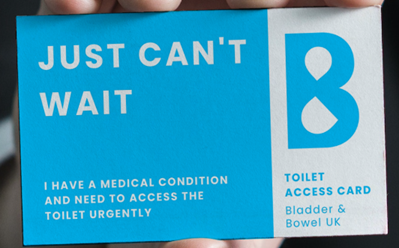 JUST CAN'T
WAIT
I HAVE A MEDICAL CONDITION
AND NEED TO ACCESS THE
TOILET URGENTLY
B
TOILET
ACCESS CARD
Bladder &
Bowel UK